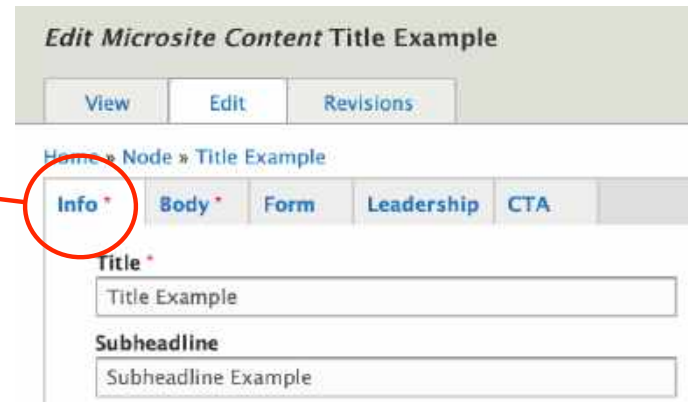 Edit Microsite Content Title Example
View Edit Revisions
Home » Node » Title Example
Info * Body * Form Leadership CTA
Title *
Title Example
Subheadline
Subheadline Example